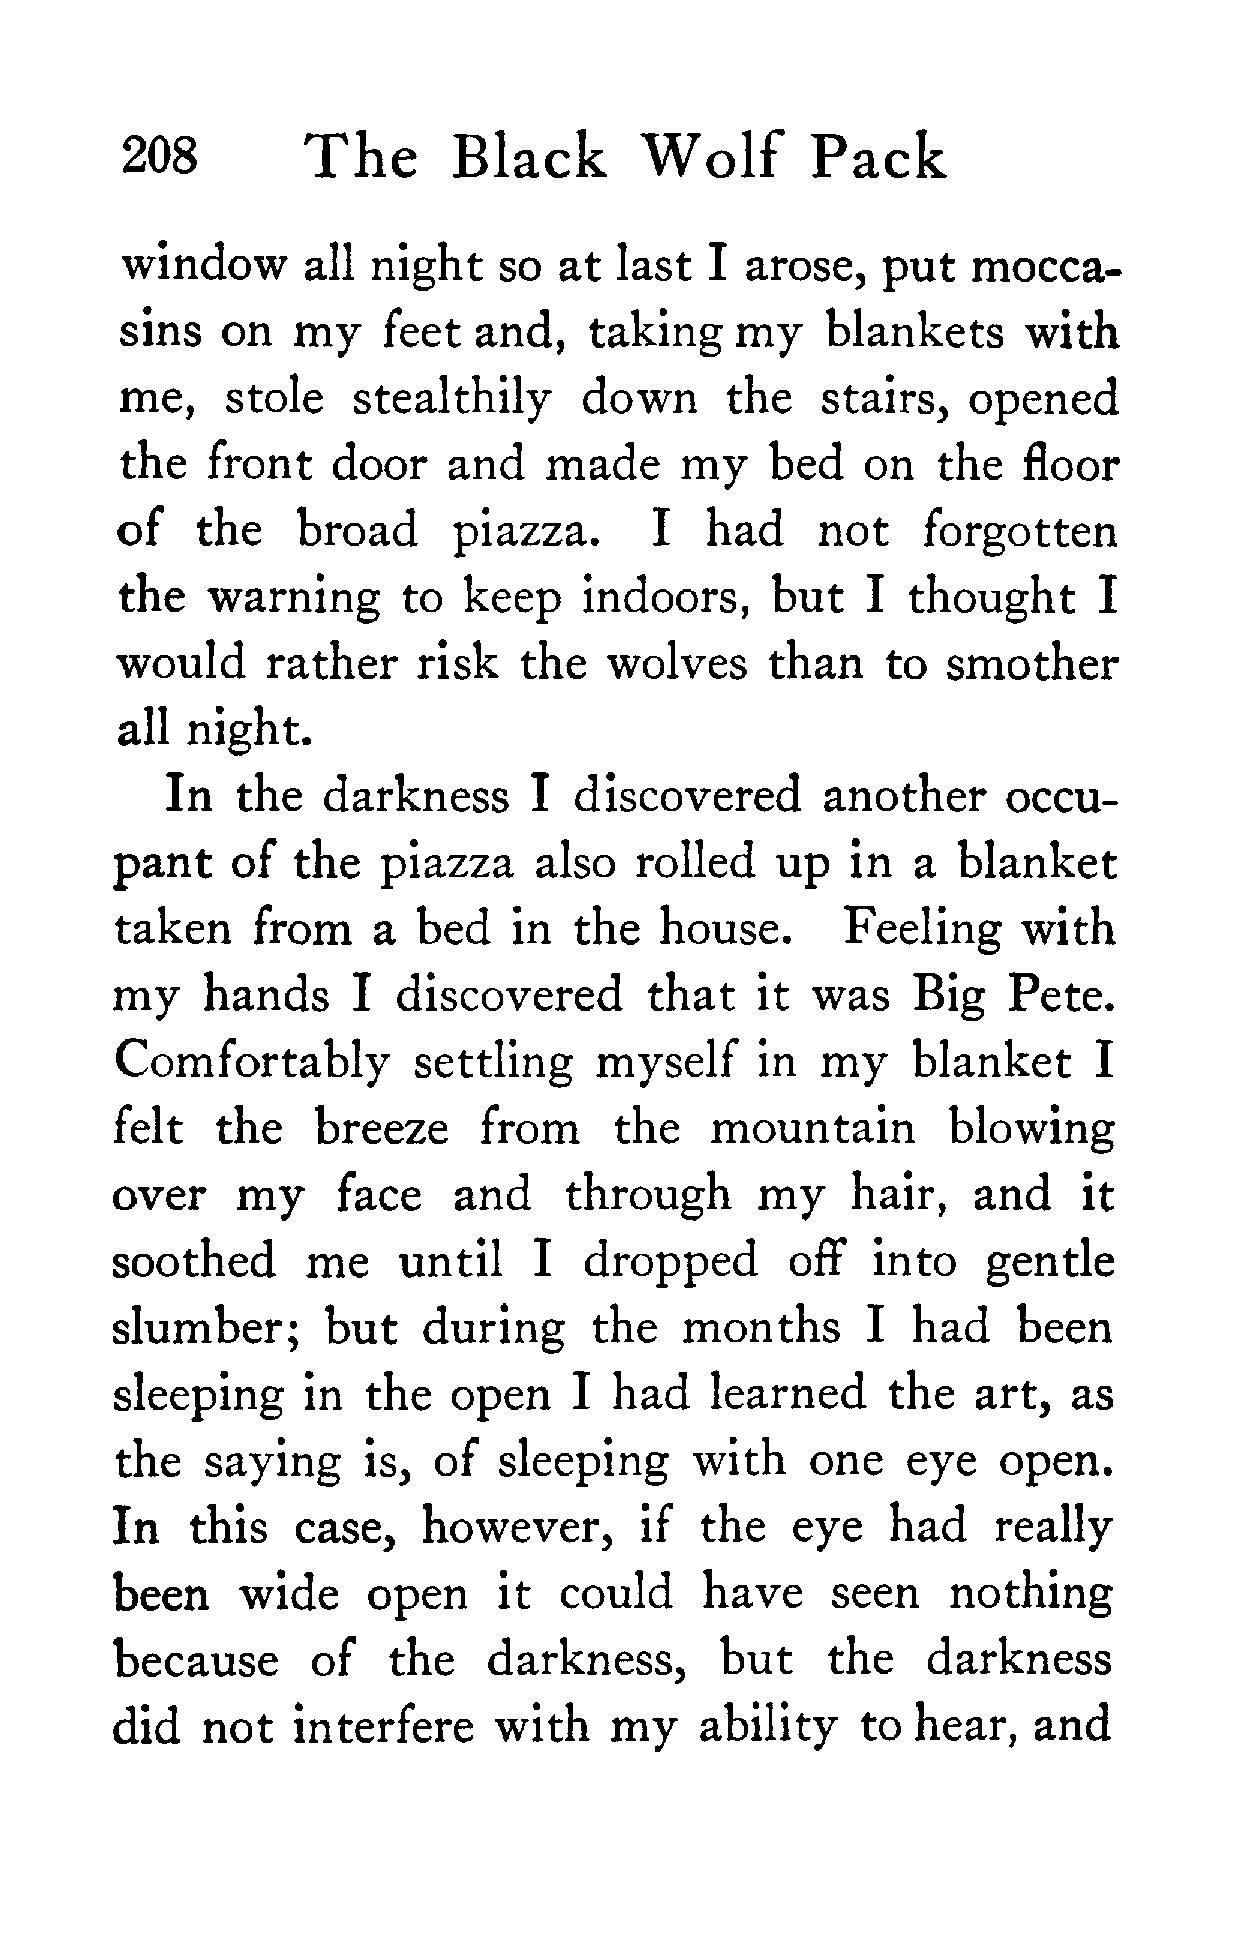 208 The Black Wolf Pack
window all night so at last I arose, put mocca-
sins on my feet and, taking my blankets with
me, stole stealthily down the stairs, opened
the front door and made my bed on the floor
of the broad piazza. I had not forgotten
the warning to keep indoors, but I thought I
would rather risk the wolves than to smother
all night.
In the darkness I discovered another occu-
pant of the piazza also rolled up in a blanket
taken from a bed in the house. Feeling with
my hands I discovered that it was Big Pete.
Comfortably settling myself in my blanket I
felt the breeze from the mountain blowing
over my face and through my hair, and it
soothed me until I dropped off into gentle
slumber; but during the months I had been
sleeping in the open I had learned the art, as
the saying is, of sleeping with one eye open.
In this case, however, if the eye had really
been wide open it could have seen nothing
because of the darkness, but the darkness
did not interfere with my ability to hear, and